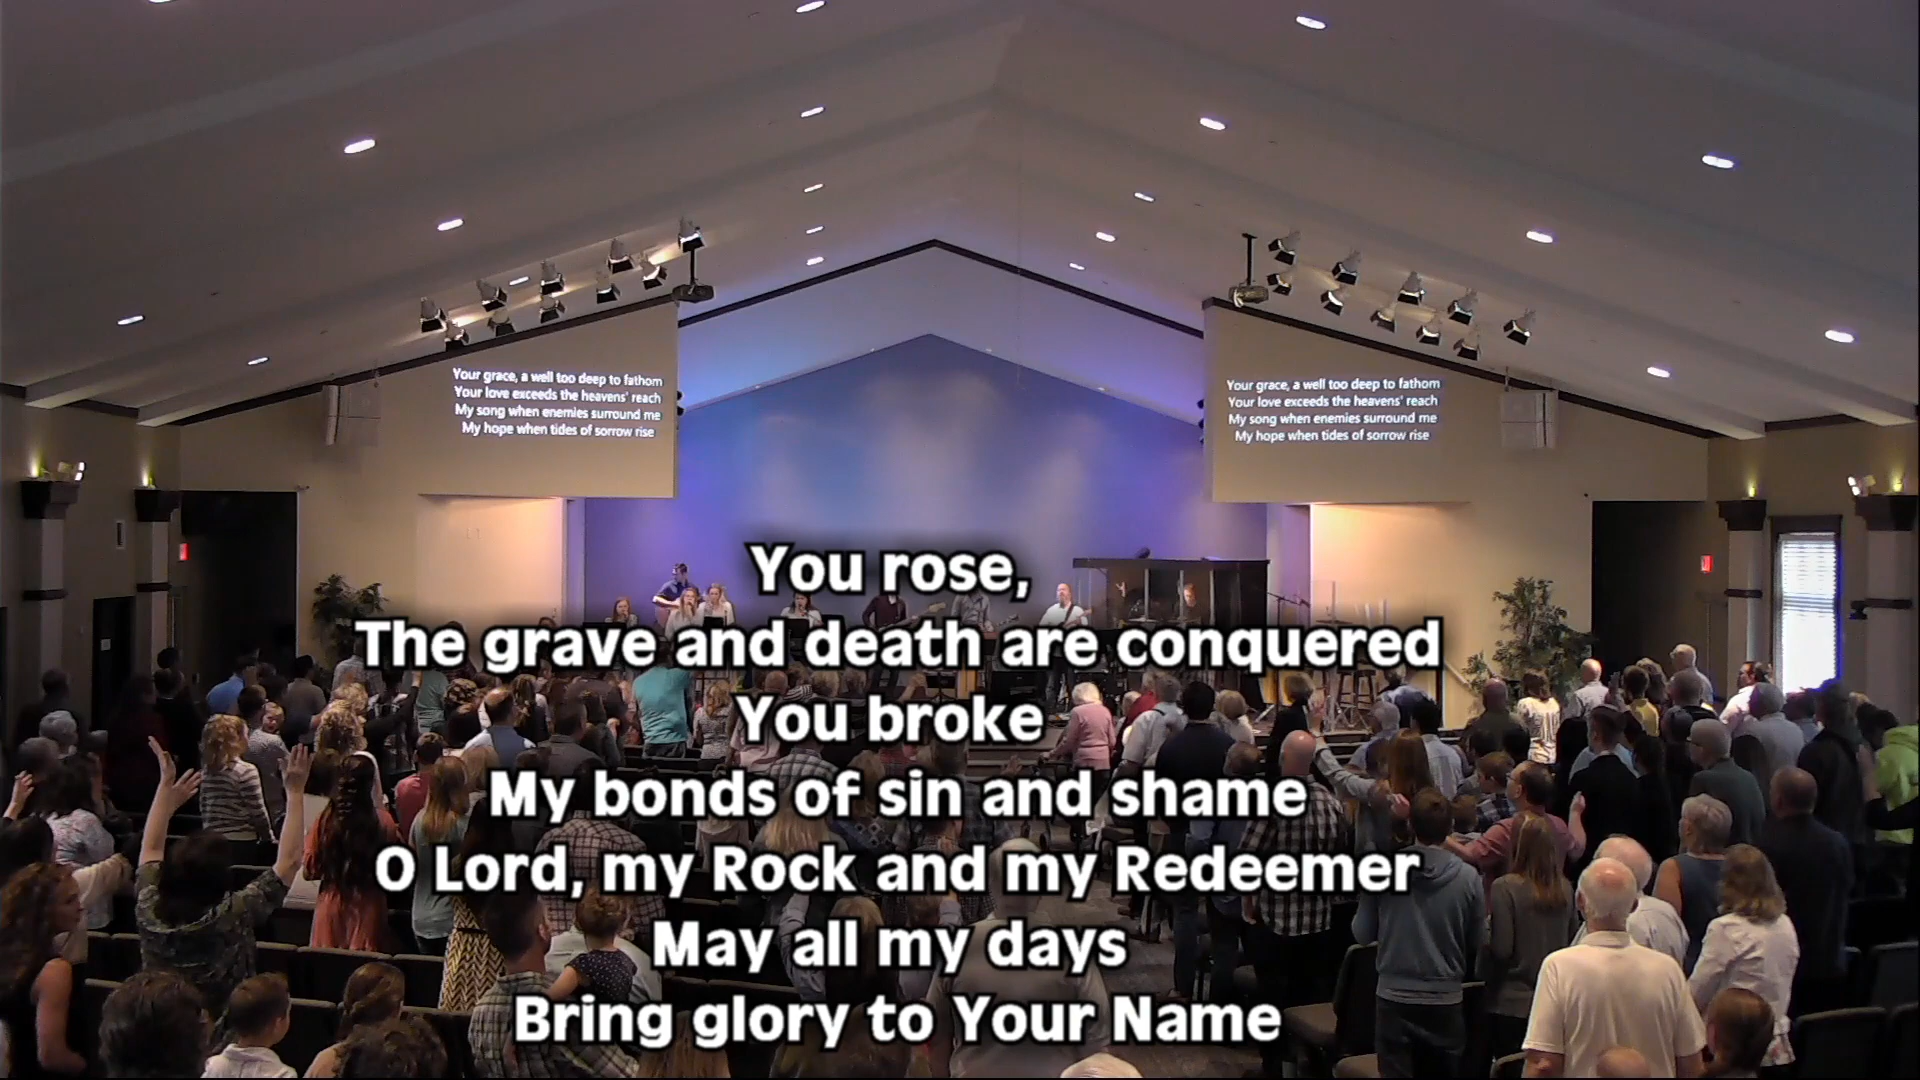 Your grace, a well too deep to fathom
Your love exceeds the heavens' reach
My song when enemies surround me
My hope when tides of sorrow rise
Your grace, a well too deep to fathom
Your love exceeds the heavens' reach
My song when enemies surround me
My hope when tides of sorrow rise
You rose,
The grave and death are conquered
You broke
My bonds of sin and shame
O Lord, my Rock and my Redeemer
May all my days
Bring glory to Your Name